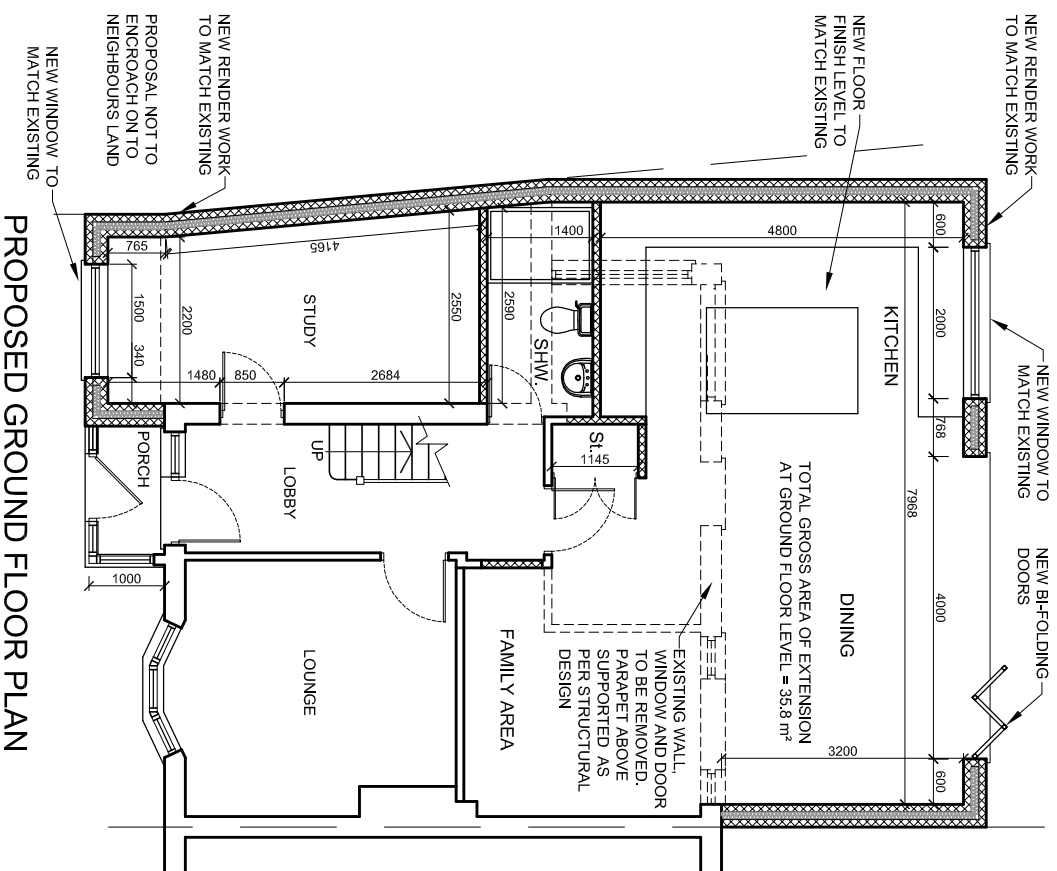 NEW RENDER WORK
TO MATCH EXISTING
NEW WINDOW TO
MATCH EXISTING
NEW BI-FOLDING
DOORS
NEW FLOOR
FINISH LEVEL TO
MATCH EXISTING
NEW RENDER WORK
TO MATCH EXISTING
PROPOSAL NOT TO
ENCROACH ON TO
NEIGHBOURS LAND
NEW WINDOW TO
MATCH EXISTING
600
2000
768
4000
600
7968
4800
1400
3200
KITCHEN
DINING
TOTAL GROSS AREA OF EXTENSION
AT GROUND FLOOR LEVEL = 35.8 m²
EXISTING WALL,
WINDOW AND DOOR
TO BE REMOVED.
PARAPET ABOVE
SUPPORTED AS
PER STRUCTURAL
DESIGN
FAMILY AREA
St.
1145
SHW.
2590
2550
4165
STUDY
2200
765
1500
340
1480
850
2684
UP
LOBBY
PORCH
1000
LOUNGE
PROPOSED GROUND FLOOR PLAN